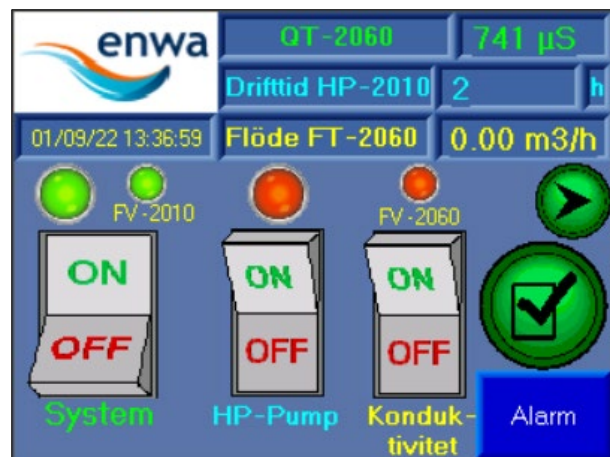 enwa
QT-2060
741 µS
Drifttid HP-2010
2
h
01/09/22 13:36:59
Flöde FT-2060
0.00 m3/h
FV-2010
FV-2060
ON
ON
ON
OFF
OFF
OFF
System
HP-Pump
Konduk-
tivitet
Alarm